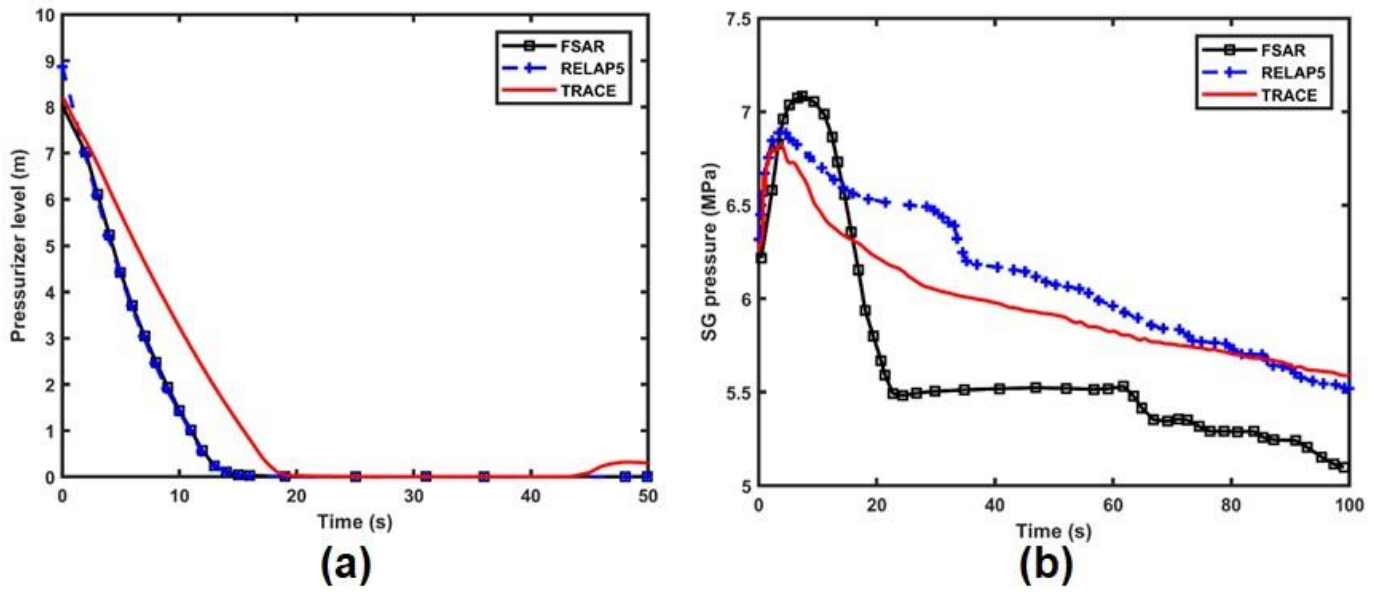 10
9
8
7
6
5
4
3
2
1
0
Pressurizer level (m)
0 10 20 30 40 50
Time (s)
FSAR
RELAP5
TRACE
(a)
7.5
7
6.5
6
5.5
5
SG pressure (MPa)
0 20 40 60 80 100
Time (s)
FSAR
RELAP5
TRACE
(b)